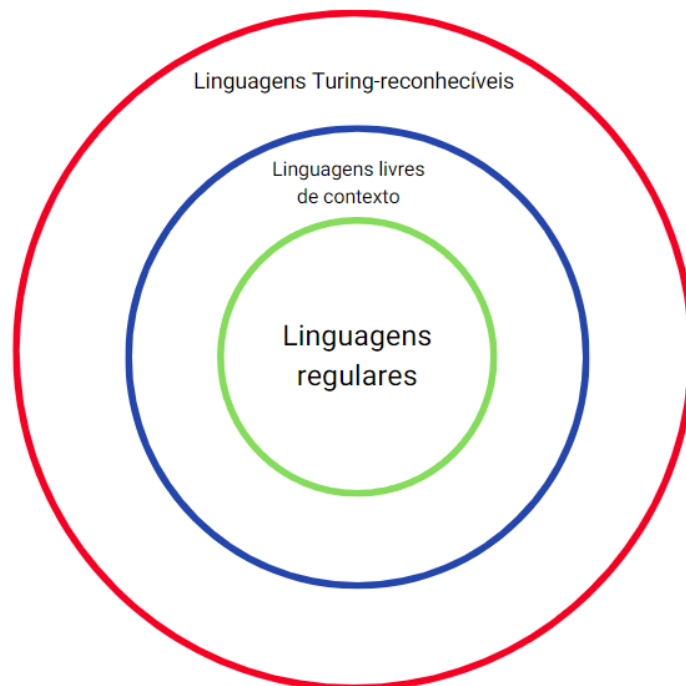 Linguagens Turing-reconhecíveis
Linguagens livres
de contexto
Linguagens
regulares